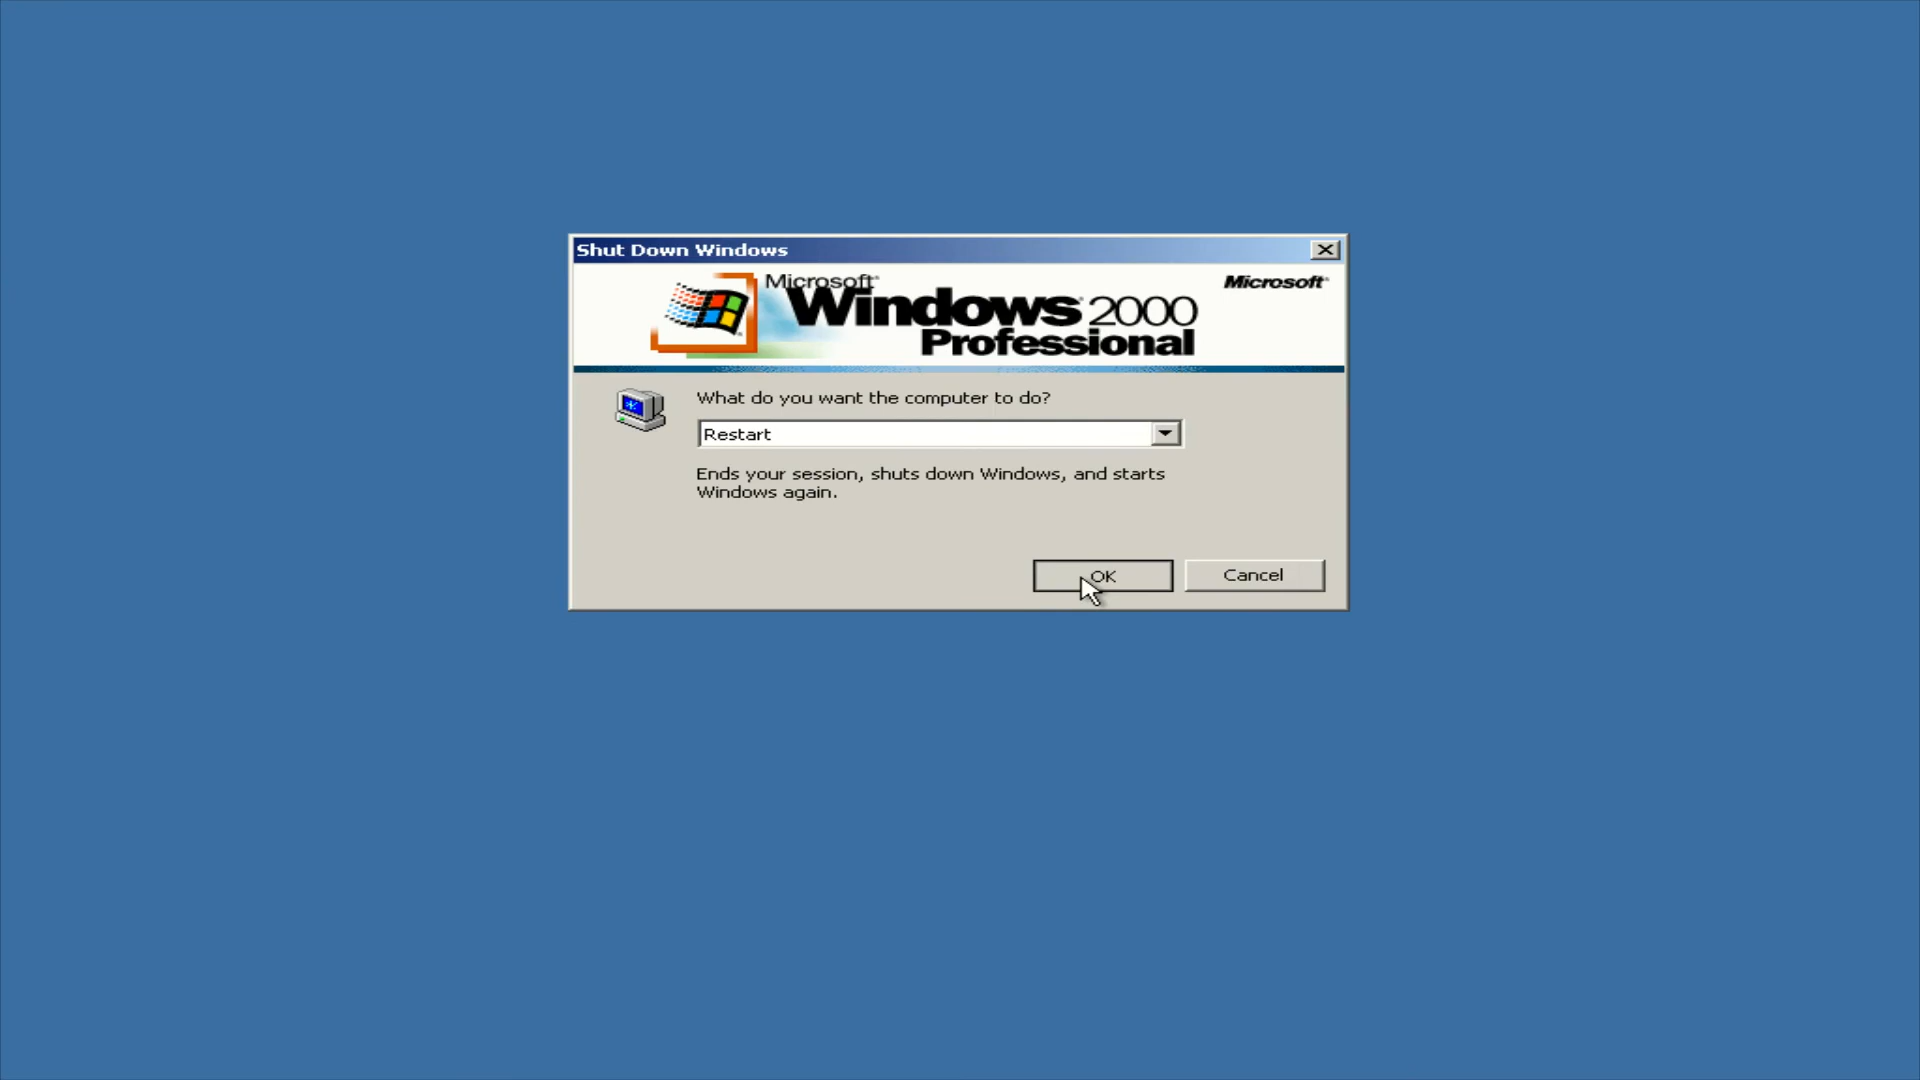 Shut Down Windows
Microsoft
Microsoft
Windows 2000
Professional
What do you want the computer to do?
Restart
Ends your session, shuts down Windows, and starts
Windows again.
OK
Cancel